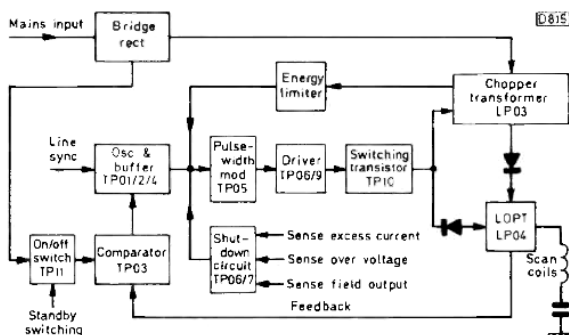 D815
Mains input
Bridge
rect
Energy
limiter
Chopper
transformer
LP03
Line
sync
Osc &
buffer
TP01/2/4
Pulse-
width
mod
TP05
Driver
TP06/9
Switching
transistor
TP10
On/off
switch
TP11
Comparator
TP03
Shut-
down
circuit
TP06/7
Sense excess current
Sense over voltage
Sense field output
LOPT
LP04
Scan
coils
Standby
switching
Feedback